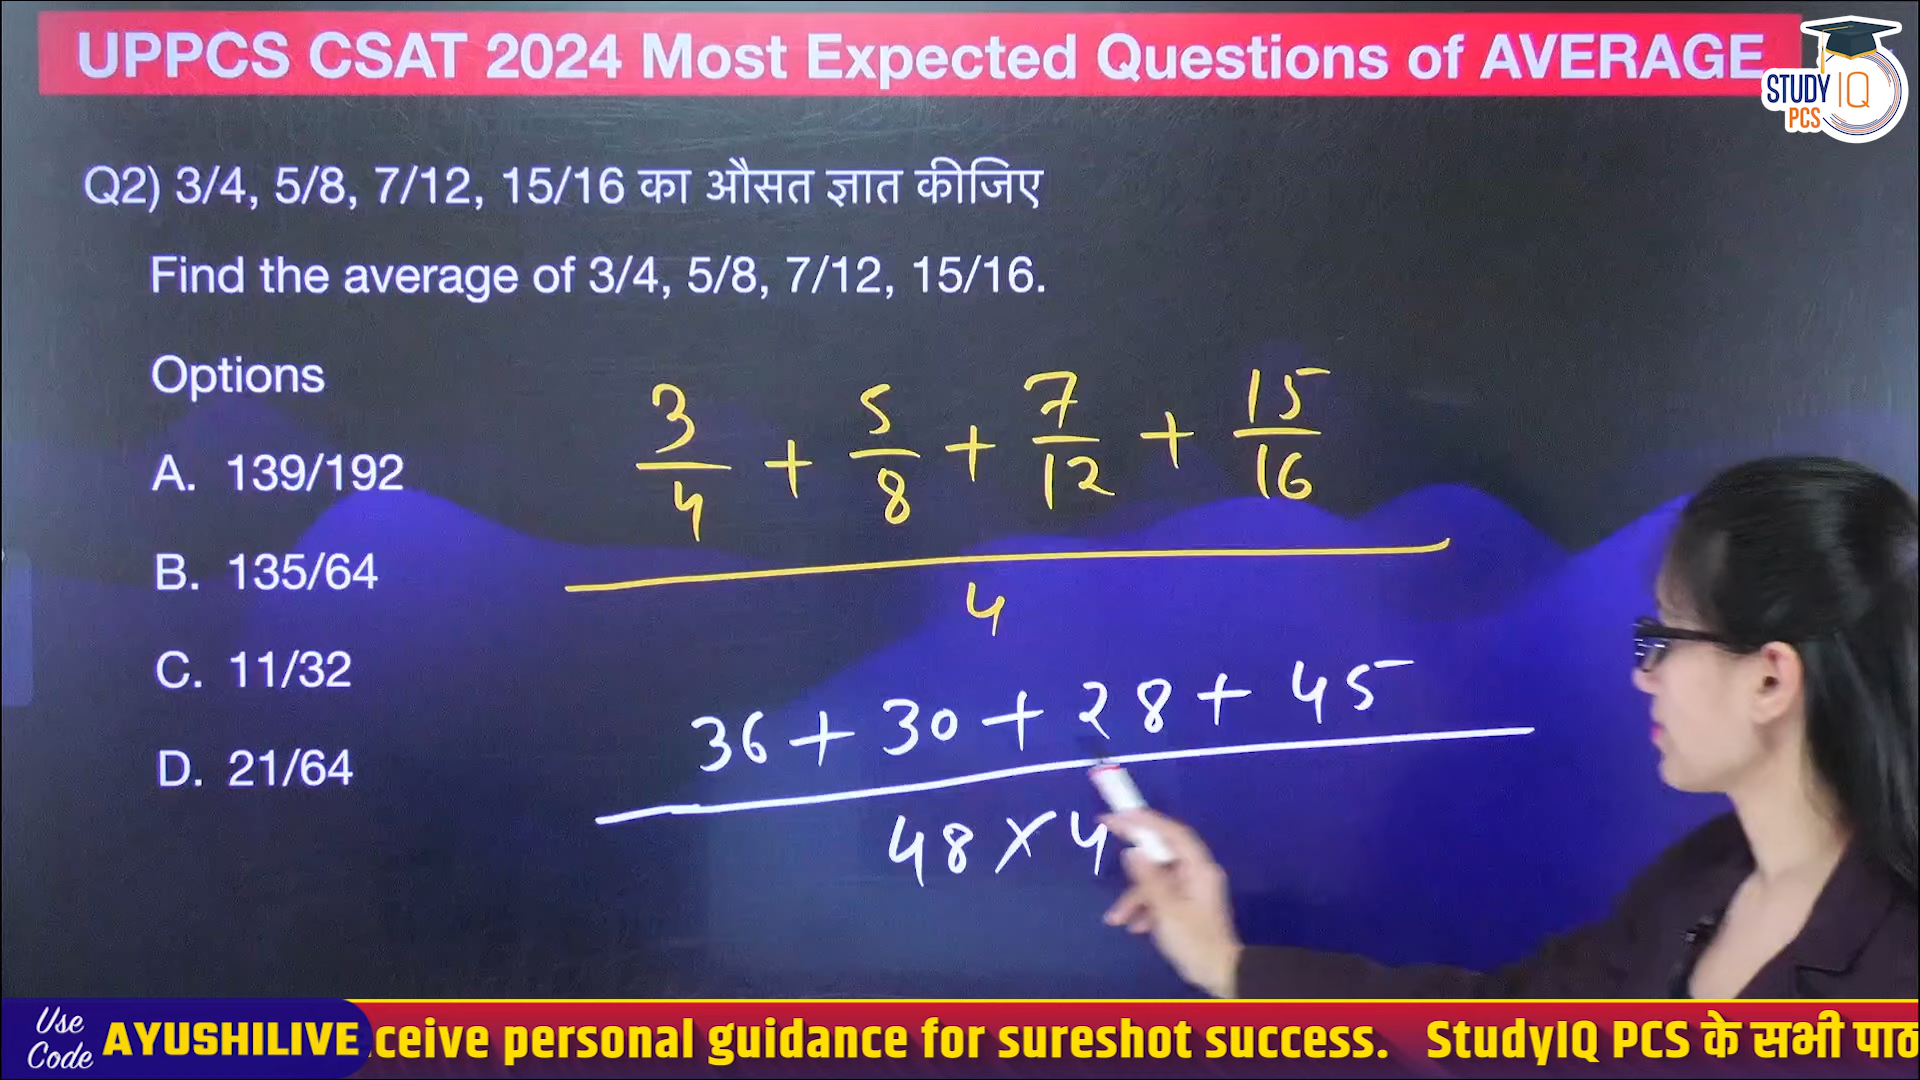 UPPCS CSAT 2024 Most Expected Questions of AVERAGE
STUDY IQ
PCS
Q2) 3/4, 5/8, 7/12, 15/16 का औसत ज्ञात कीजिए
Find the average of 3/4, 5/8, 7/12, 15/16.
Options
A. 139/192
B. 135/64
C. 11/32
D. 21/64
3/4 + 5/8 + 7/12 + 15/16
4
36 + 30 + 28 + 45
48 × 4
Use
Code
AYUSHILIVE
ceive personal guidance for sureshot success. StudyIQ PCS के सभी पाठ